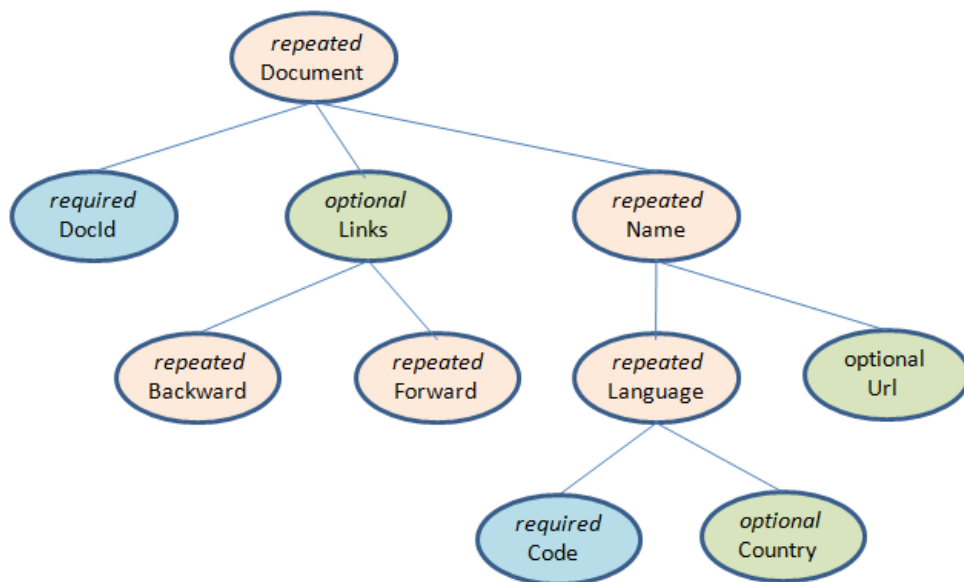 repeated
Document
required
DocId
optional
Links
repeated
Name
repeated
Backward
repeated
Forward
repeated
Language
optional
Url
required
Code
optional
Country